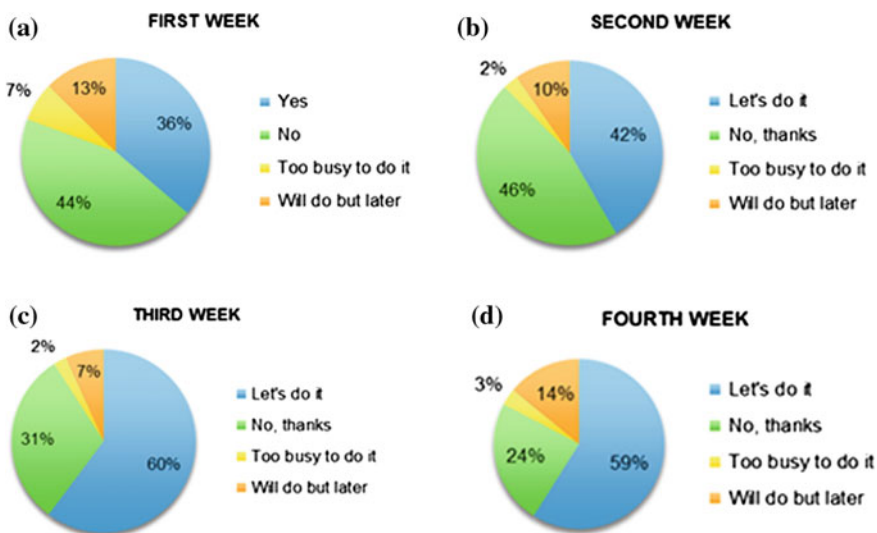 (a)
FIRST WEEK
13%
7%
36%
44%
Yes
No
Too busy to do it
Will do but later
(b)
SECOND WEEK
2%
10%
42%
46%
Let's do it
No, thanks
Too busy to do it
Will do but later
(c)
THIRD WEEK
2%
7%
31%
60%
Let's do it
No, thanks
Too busy to do it
Will do but later
(d)
FOURTH WEEK
3%
14%
24%
59%
Let's do it
No, thanks
Too busy to do it
Will do but later